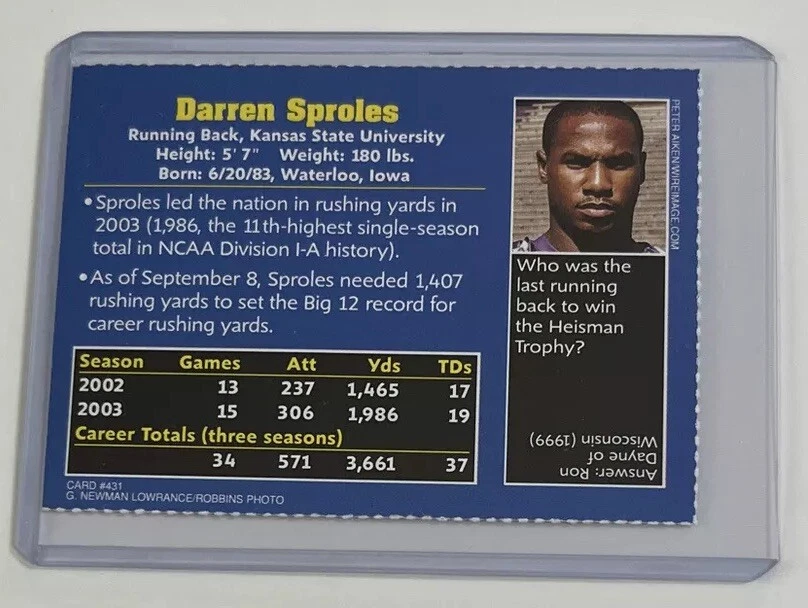 Darren Sproles
Running Back, Kansas State University
Height: 5' 7" Weight: 180 lbs.
Born: 6/20/83, Waterloo, Iowa
• Sproles led the nation in rushing yards in
2003 (1,986, the 11th-highest single-season
total in NCAA Division I-A history).
• As of September 8, Sproles needed 1,407
rushing yards to set the Big 12 record for
career rushing yards.
Season Games Att Yds TDs
2002 13 237 1,465 17
2003 15 306 1,986 19
Career Totals (three seasons)
34 571 3,661 37
CARD #431
G. NEWMAN LOWRANCE/ROBBINS PHOTO
PETER AIKEN/WIREIMAGE.COM
Who was the
last running
back to win
the Heisman
Trophy?
Answer: Ron
Dayne of
Wisconsin (1999)